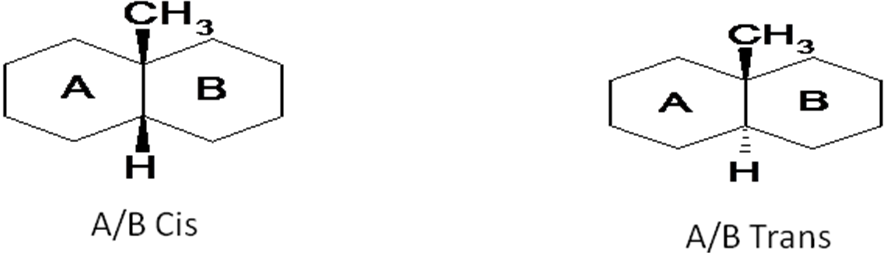 CH3
A B
H
A/B Cis
CH3
A B
H
A/B Trans